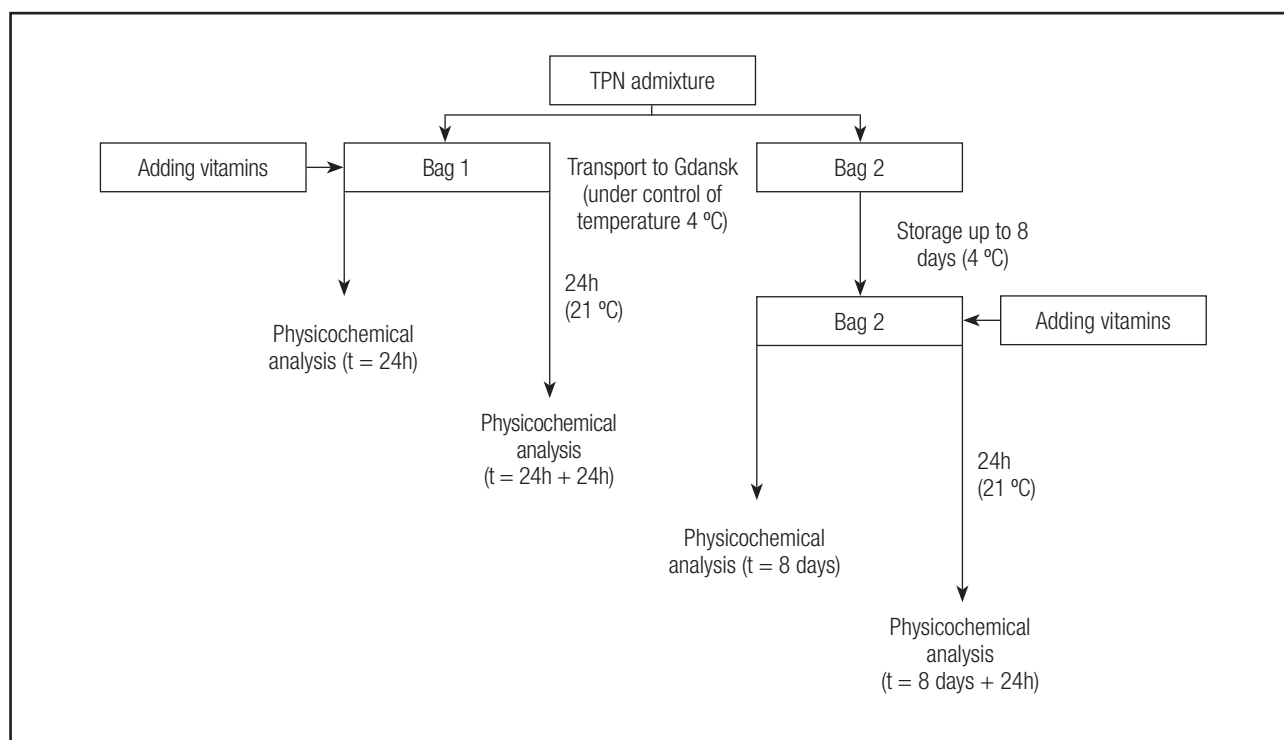 TPN admixture
Adding vitamins
Bag 1
Transport to Gdansk
(under control of
temperature 4 ºC)
Bag 2
Storage up to 8
days (4 ºC)
24h
(21 ºC)
Physicochemical
analysis (t = 24h)
Bag 2
Adding vitamins
Physicochemical
analysis
(t = 24h + 24h)
24h
(21 ºC)
Physicochemical
analysis (t = 8 days)
Physicochemical
analysis
(t = 8 days + 24h)